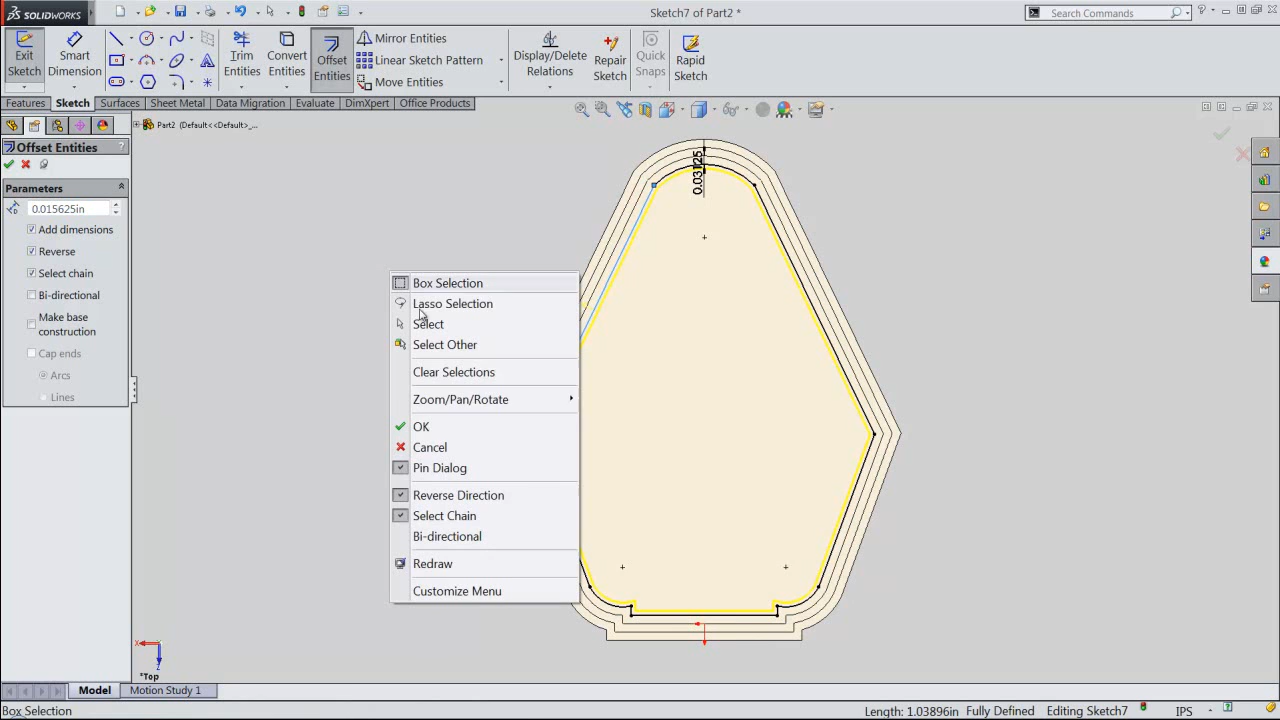 SOLIDWORKS
Sketch7 of Part2 *
Search Commands
Exit Sketch
Smart Dimension
Trim Entities
Convert Entities
Offset Entities
Mirror Entities
Linear Sketch Pattern
Move Entities
Display/Delete Relations
Repair Sketch
Quick Snaps
Rapid Sketch
Features
Sketch
Surfaces
Sheet Metal
Data Migration
Evaluate
DimXpert
Office Products
Part2 (Default<<Default>_...
Offset Entities
?
Parameters
0.015625in
Add dimensions
Reverse
Select chain
Bi-directional
Make base
construction
Cap ends
Arcs
Lines
0.03125
Box Selection
Lasso Selection
Select
Select Other
Clear Selections
Zoom/Pan/Rotate
OK
Cancel
Pin Dialog
Reverse Direction
Select Chain
Bi-directional
Redraw
Customize Menu
X
Z
*Top
Model
Motion Study 1
Box Selection
Length: 1.03896in Fully Defined Editing Sketch7 IPS